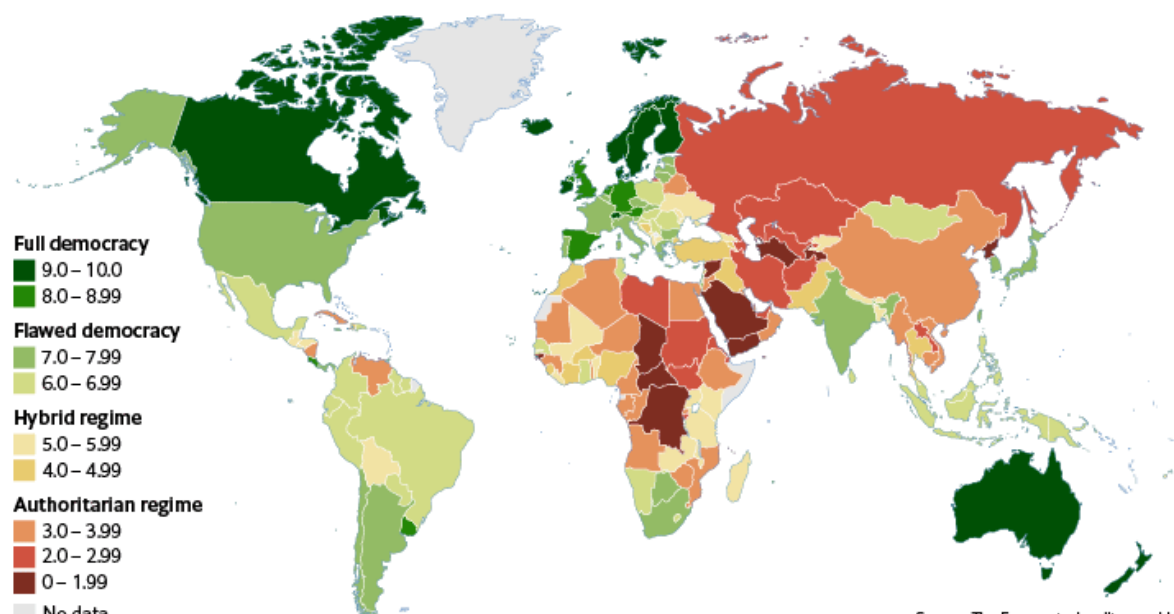 Full democracy
9.0 – 10.0
8.0 – 8.99
Flawed democracy
7.0 – 7.99
6.0 – 6.99
Hybrid regime
5.0 – 5.99
4.0 – 4.99
Authoritarian regime
3.0 – 3.99
2.0 – 2.99
0 – 1.99
No data